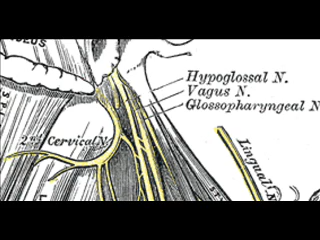 Hypoglossal N.
Vagus N.
Glossopharyngeal N.
2nd Cervical N.
Lingual N.